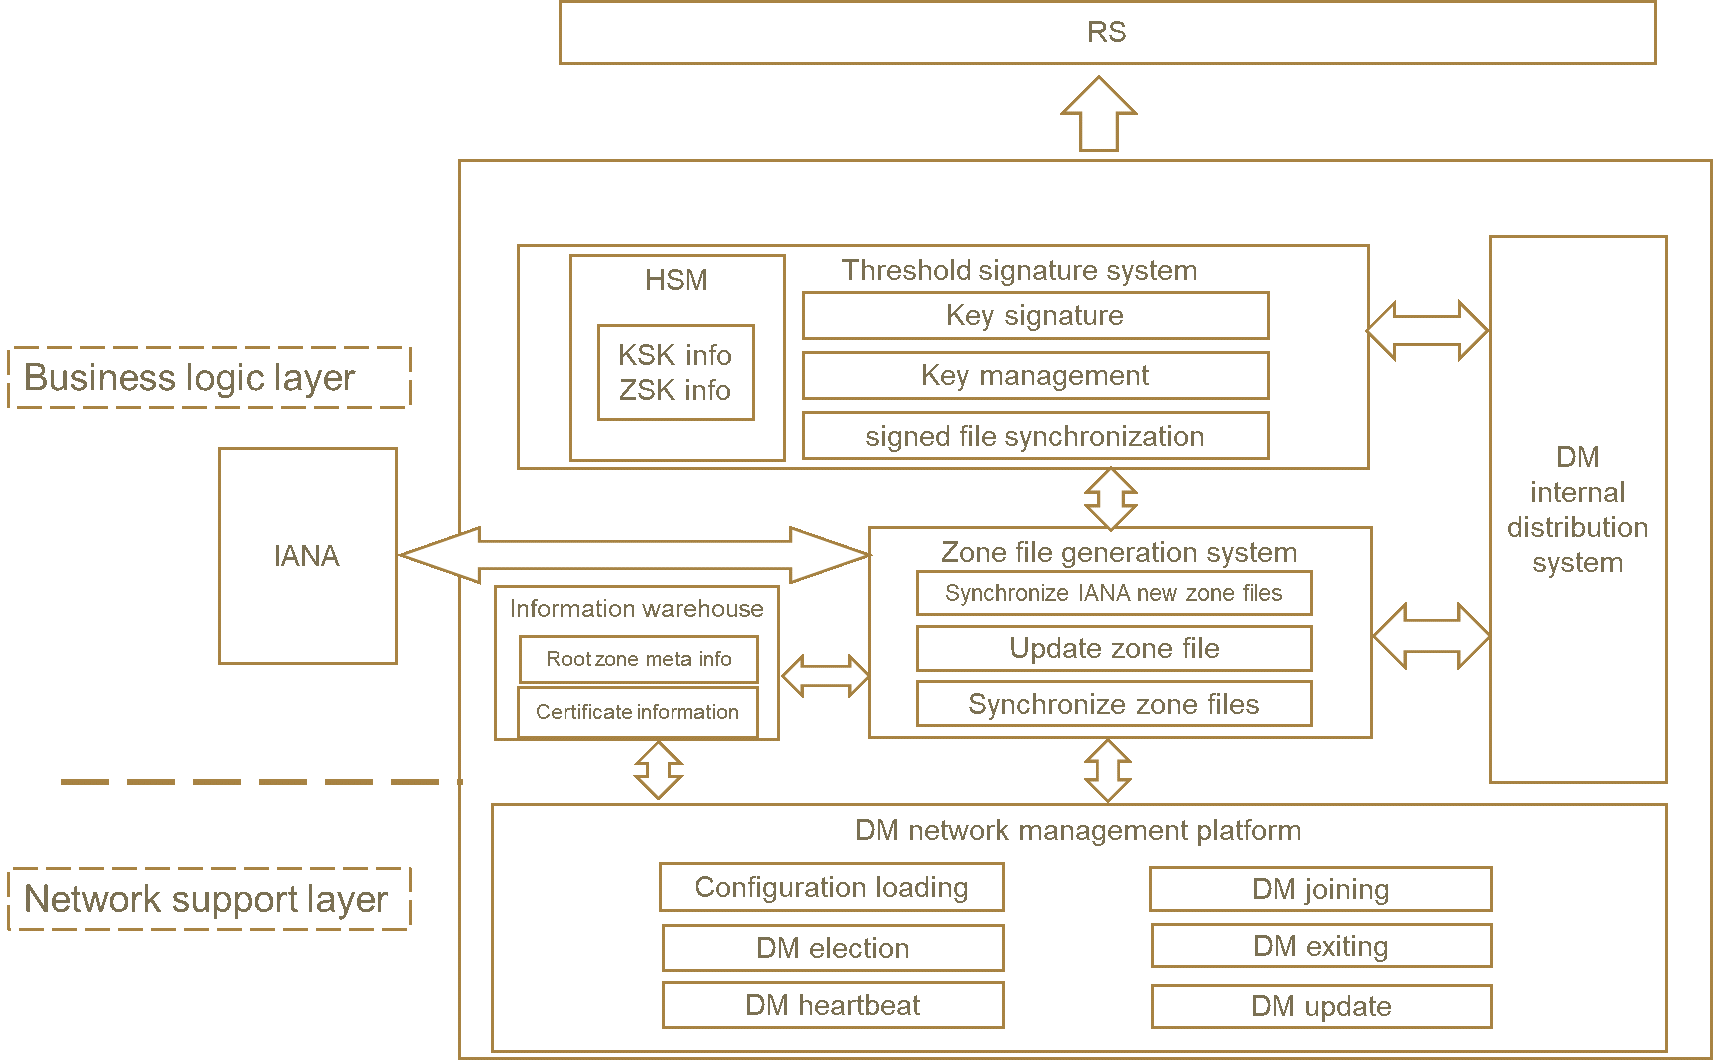 RS
Threshold signature system
HSM
KSK info
ZSK info
Key signature
Key management
signed file synchronization
Business logic layer
DM
internal
distribution
system
IANA
Zone file generation system
Synchronize IANA new zone files
Update zone file
Synchronize zone files
Information warehouse
Root zone meta info
Certificate information
Network support layer
DM network management platform
Configuration loading
DM joining
DM election
DM exiting
DM heartbeat
DM update